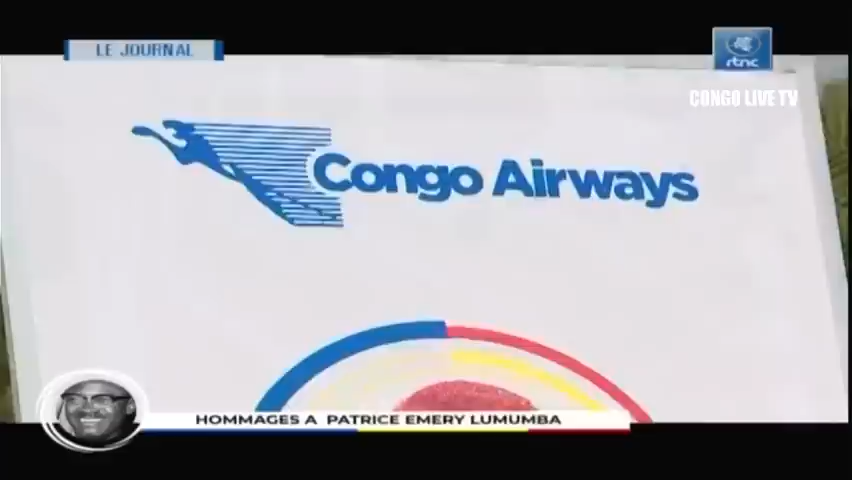 LE JOURNAL
rtnc
CONGO LIVE TV
Congo Airways
HOMMAGES A PATRICE EMERY LUMUMBA